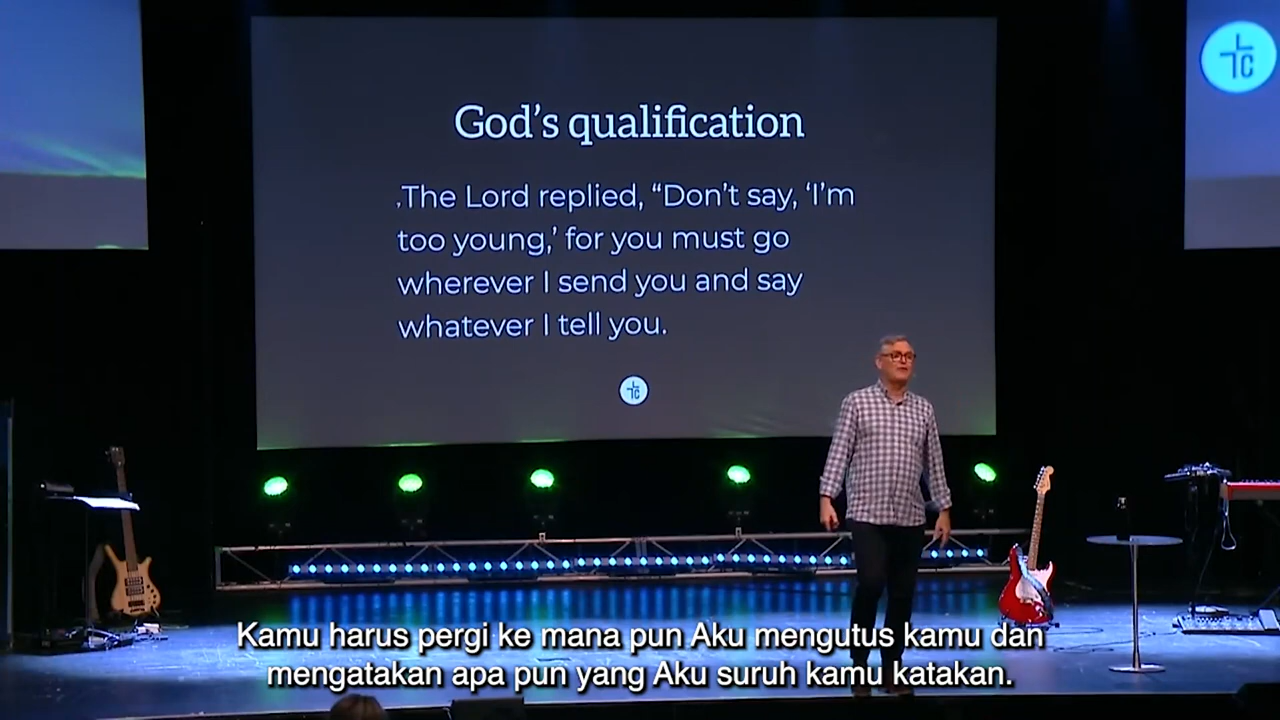 God’s qualification
.The Lord replied, “Don’t say, ‘I’m
too young,’ for you must go
wherever I send you and say
whatever I tell you.
tc
tc
Kamu harus pergi ke mana pun Aku mengutus kamu dan
mengatakan apa pun yang Aku suruh kamu katakan.